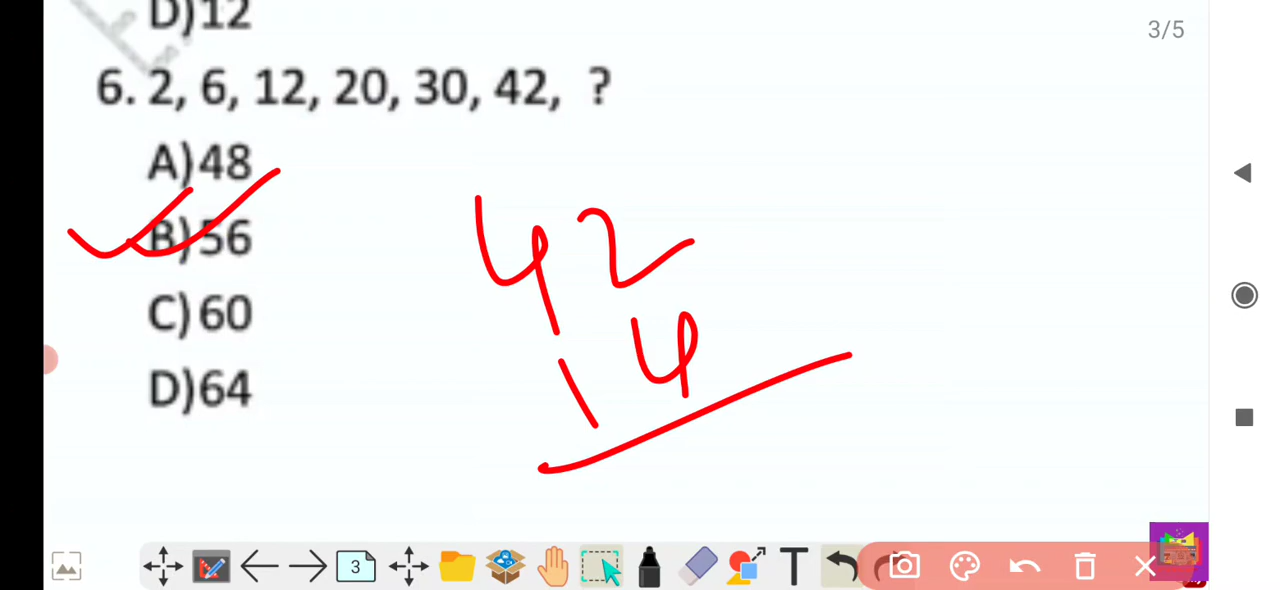 D)12
3/5
6. 2, 6, 12, 20, 30, 42, ?
A)48
B)56
C)60
D)64
42
14
3
T